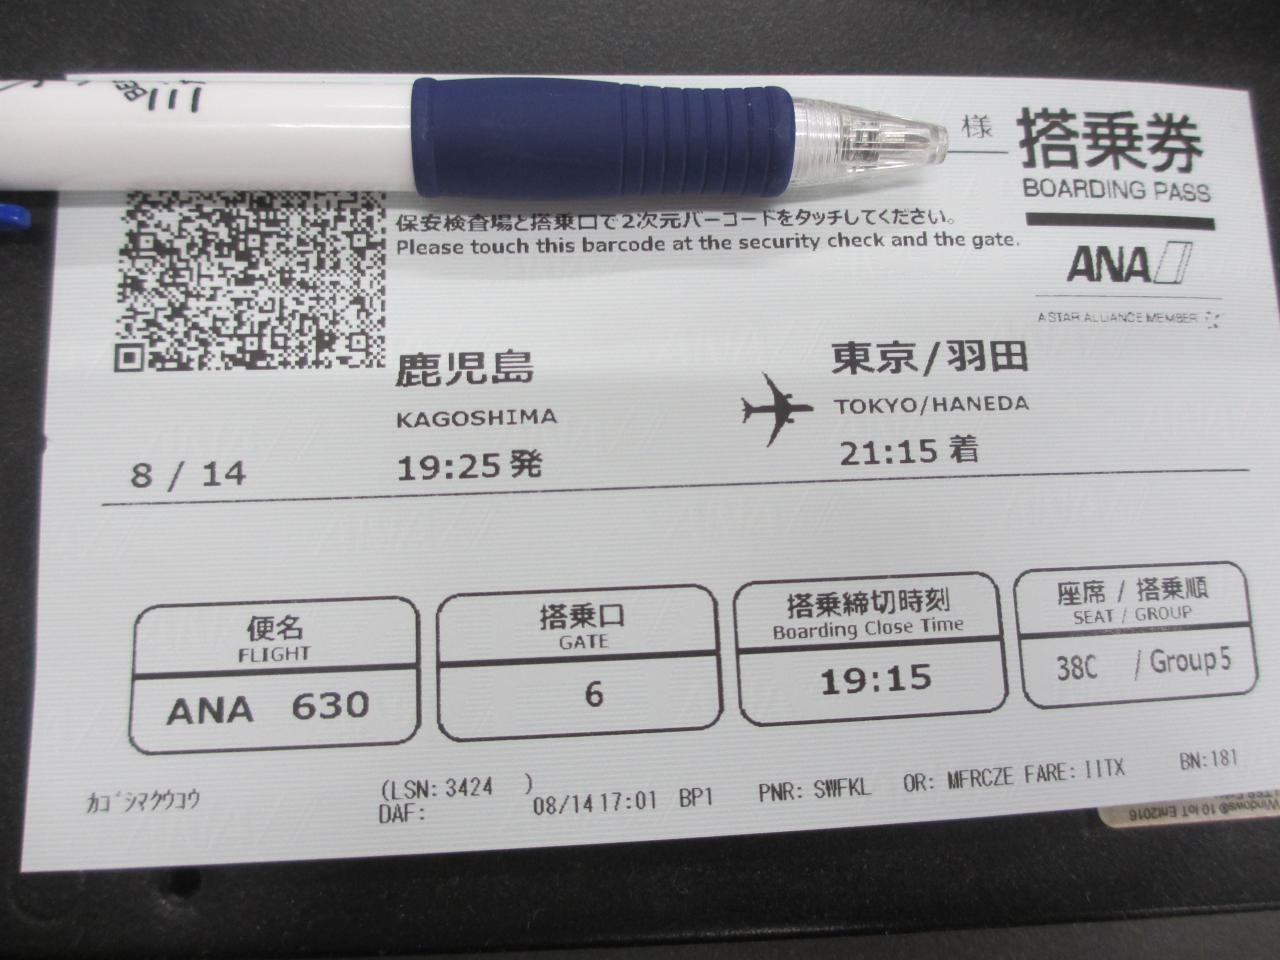 様
搭乗券
BOARDING PASS
保安検査場と搭乗口で2次元バーコードをタッチしてください。
Please touch this barcode at the security check and the gate.
ANA
A STAR ALLIANCE MEMBER
鹿児島
東京/羽田
KAGOSHIMA
TOKYO/HANEDA
8 / 14
19:25 発
21:15 着
便名
FLIGHT
ANA 630
搭乗口
GATE
6
搭乗締切時刻
Boarding Close Time
19:15
座席 / 搭乗順
SEAT / GROUP
38C / Group5
カゴシマクウコウ
(LSN: 3424 )
DAF:
08/14 17:01 BP1
PNR: SWFKL OR: MFRCZE FARE: IITX BN:181
Windows® 10 IoT Ent2016